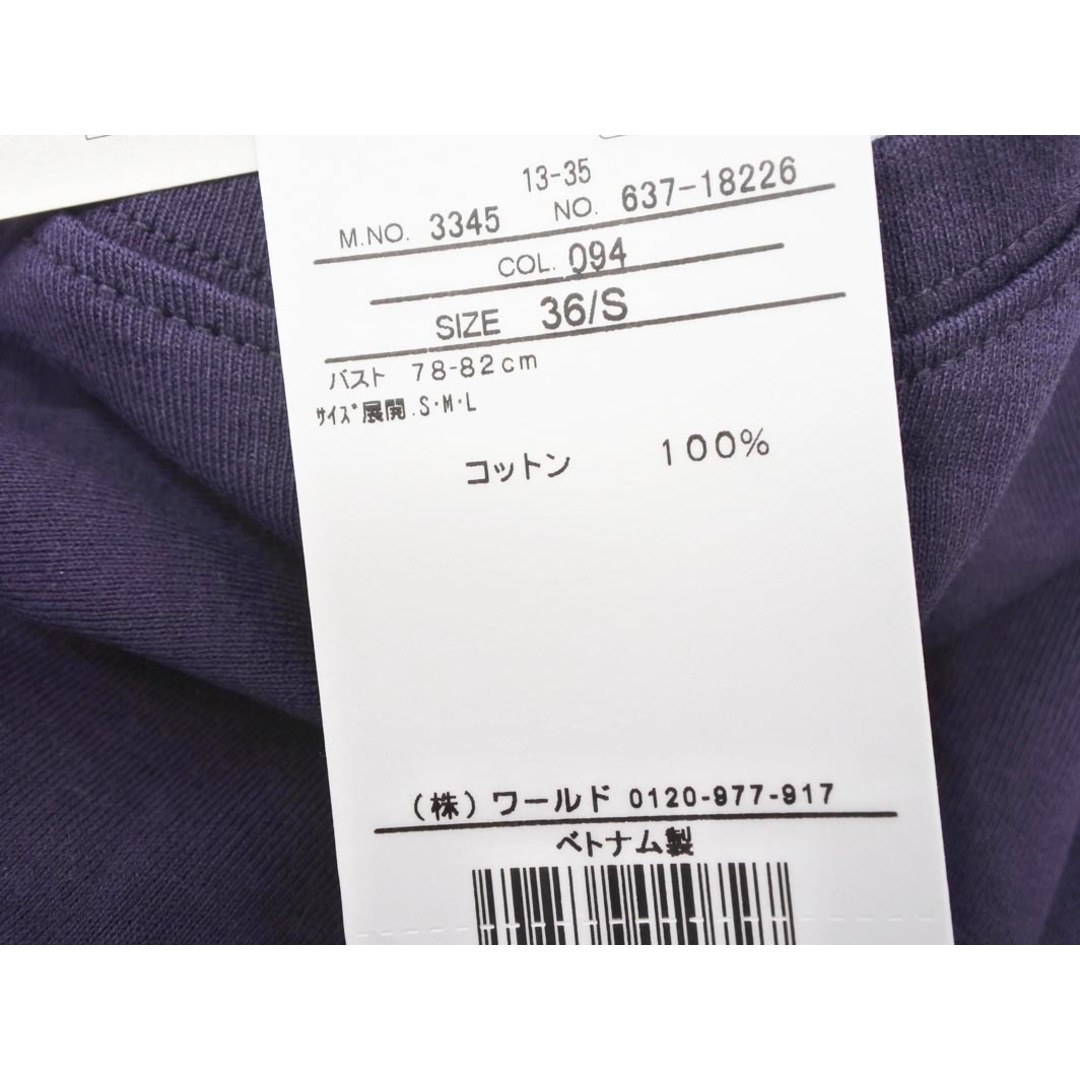 13-35
M.NO. 3345 NO. 637-18226
COL. 094
SIZE 36/S
バスト 78-82cm
ｻｲｽﾞ展開.S･M･L
コットン 100%
(株)ワールド 0120-977-917
ベトナム製